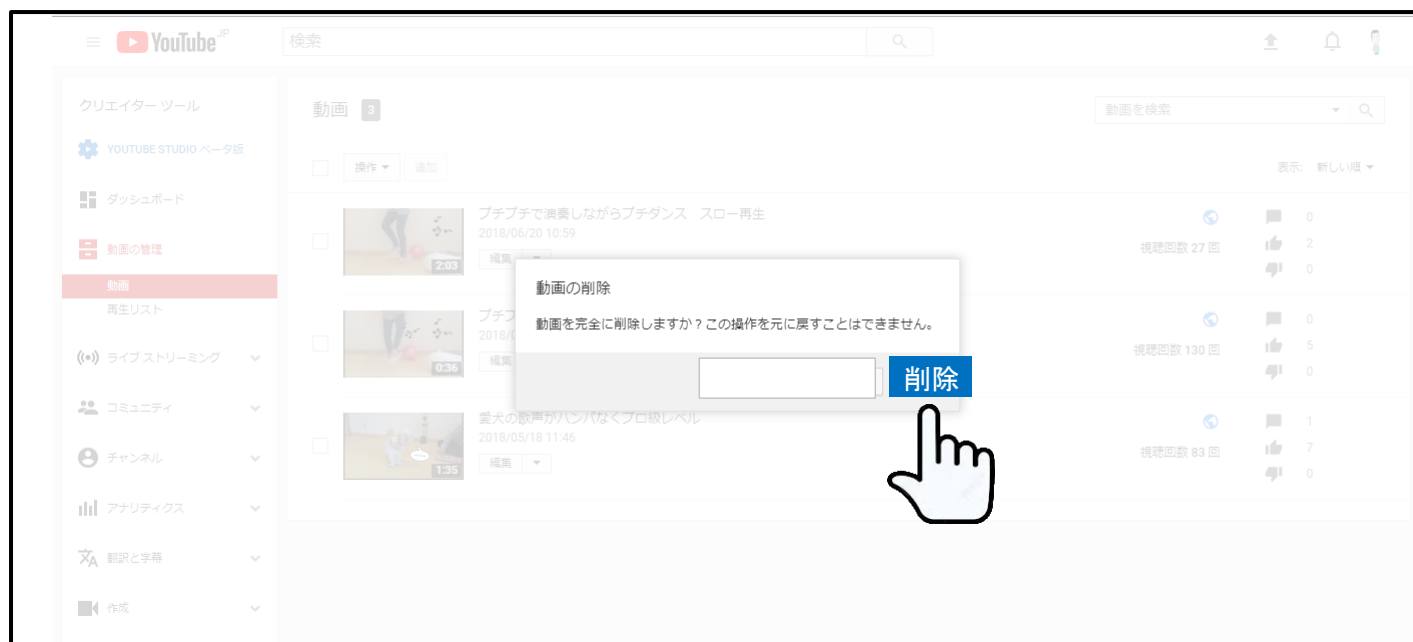 YouTube JP
検索
クリエイター ツール
動画 3
動画を検索
YOUTUBE STUDIO ベータ版
操作
追加
表示: 新しい順
ダッシュボード
プチプチで演奏しながらプチダンス　スロー再生
2018/06/20 10:59
編集
2:03
視聴回数 27 回
0
2
0
動画の管理
動画
再生リスト
動画の削除
動画を完全に削除しますか？この操作を元に戻すことはできません。
削除
プチプ
2018/0
編集
0:36
視聴回数 130 回
0
5
0
ライブ ストリーミング
コミュニティ
愛犬の歌声がハンパなくプロ級レベル
2018/05/18 11:46
編集
1:35
視聴回数 83 回
1
7
0
チャンネル
アナリティクス
翻訳と字幕
作成